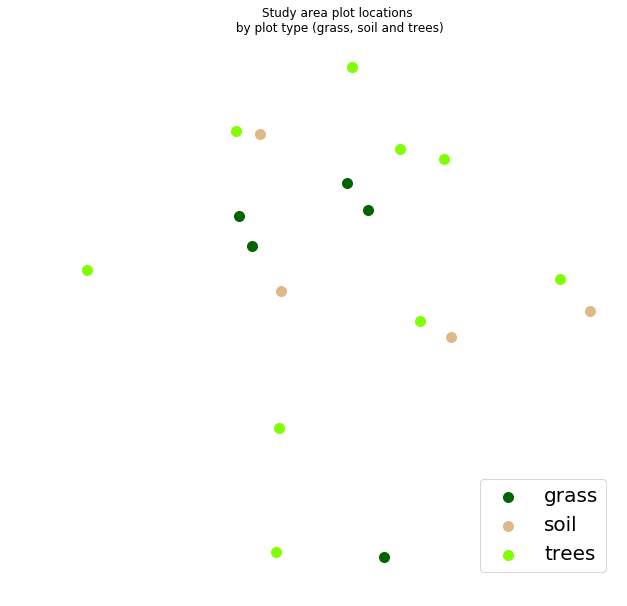 Study area plot locations
by plot type (grass, soil and trees)
grass
soil
trees